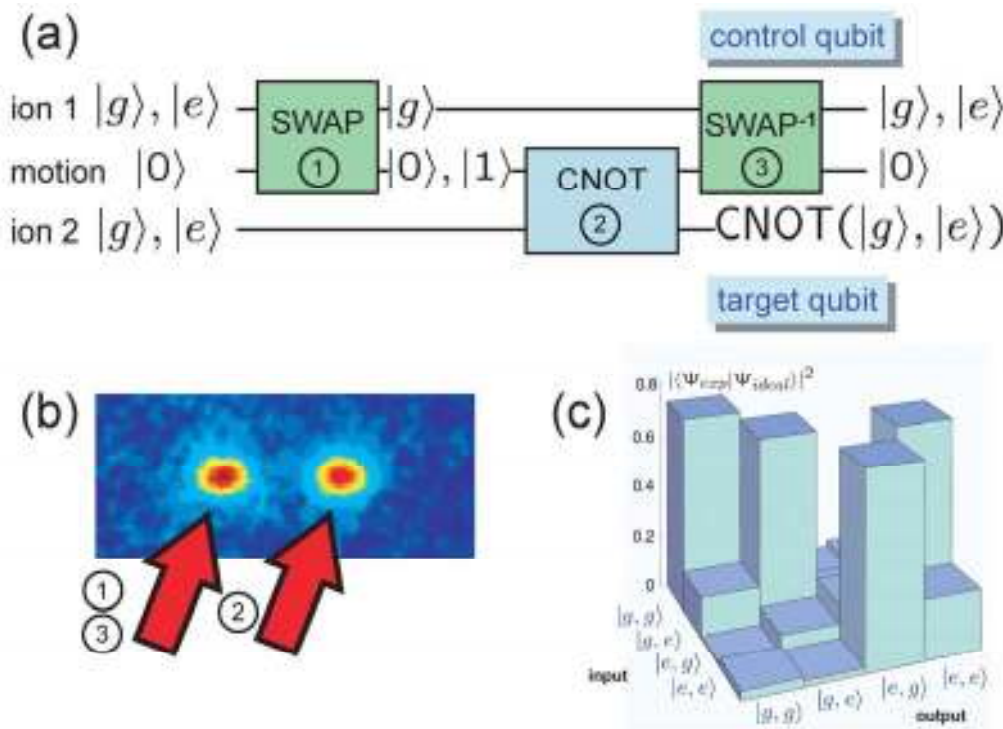 (a)
control qubit
ion 1 |g⟩, |e⟩ SWAP ① |g⟩ SWAP⁻¹ ③ |g⟩, |e⟩
motion |0⟩ |0⟩, |1⟩ CNOT ② |0⟩
ion 2 |g⟩, |e⟩ CNOT(|g⟩, |e⟩)
target qubit
(b)
①
③
②
(c)
|⟨Ψexp|Ψideal⟩|²
0.8
0.6
0.4
0.2
0
|g, g⟩
|g, e⟩
|e, g⟩
|e, e⟩
input
|g, g⟩
|g, e⟩
|e, g⟩
|e, e⟩
output